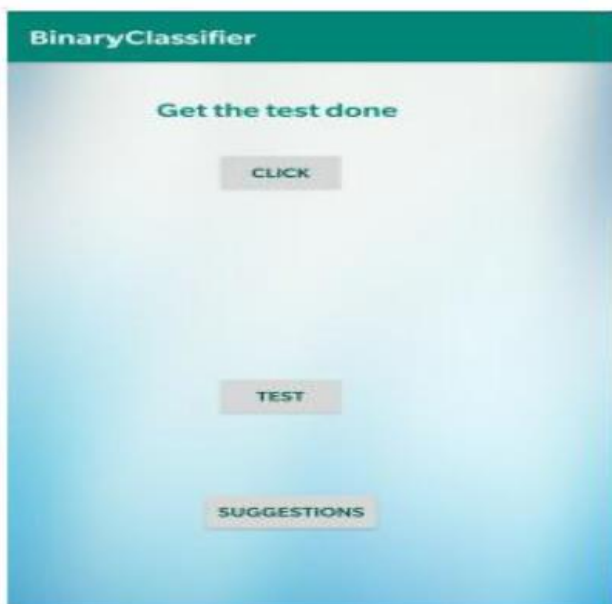 BinaryClassifier
Get the test done
CLICK
TEST
SUGGESTIONS